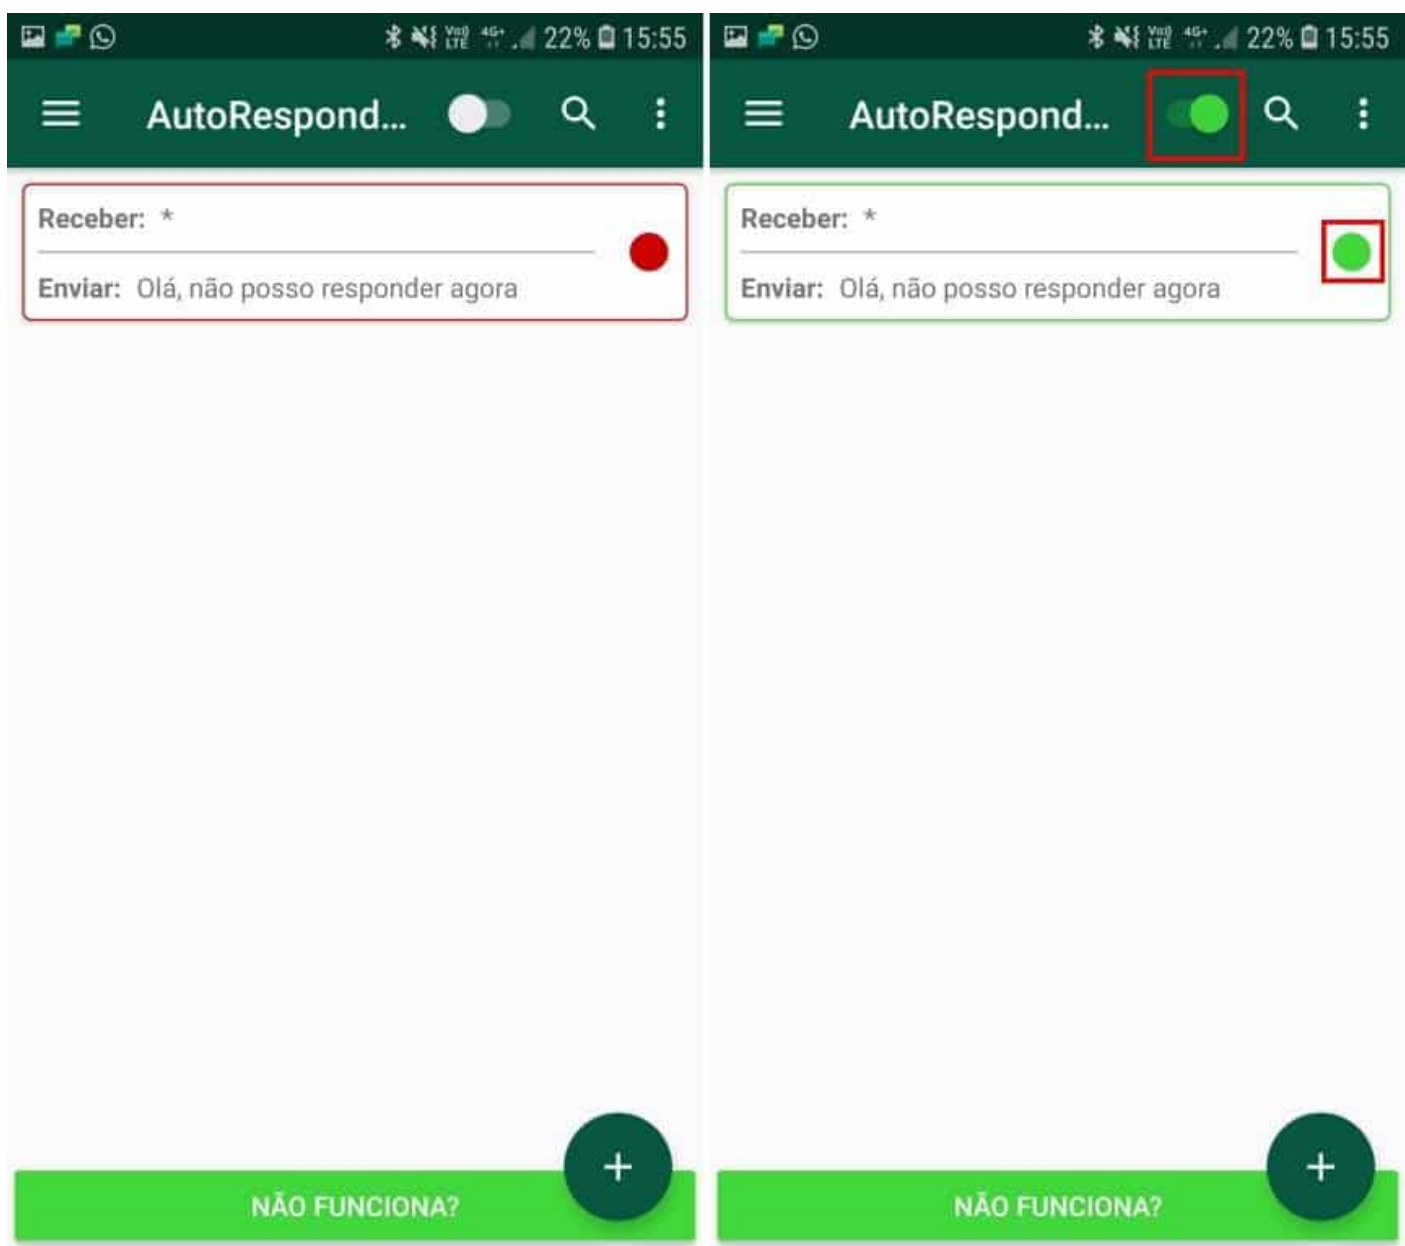 22% 15:55
AutoRespond...
Receber: *
Enviar: Olá, não posso responder agora
NÃO FUNCIONA?
+
22% 15:55
AutoRespond...
Receber: *
Enviar: Olá, não posso responder agora
NÃO FUNCIONA?
+